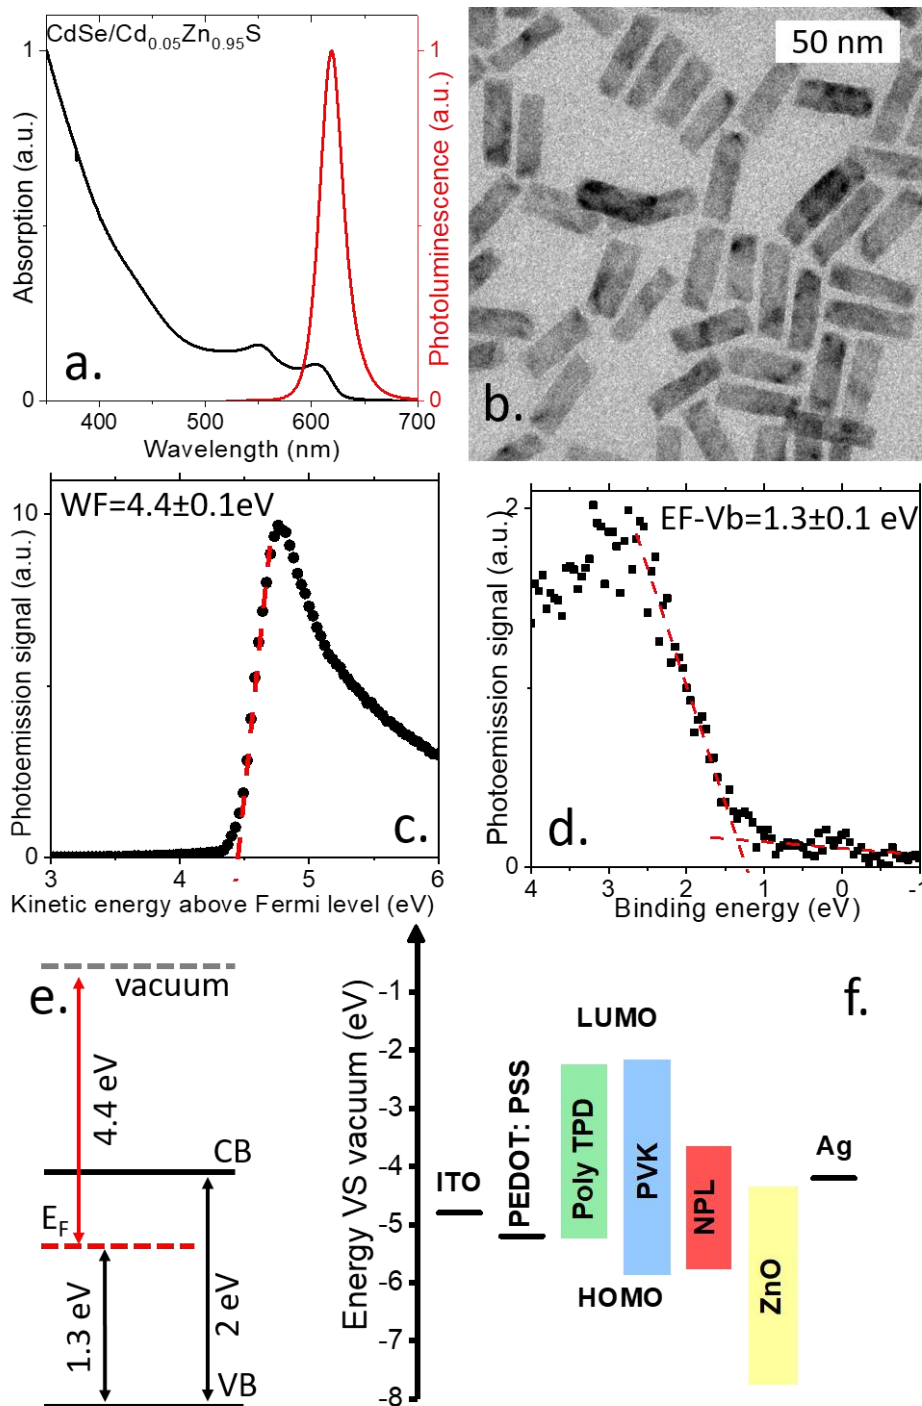 CdSe/Cd0.05Zn0.95S
1
0
Absorption (a.u.)
1
0
Photoluminescence (a.u.)
a.
400
500
600
700
Wavelength (nm)
50 nm
b.
WF=4.4±0.1eV
10
0
Photoemission signal (a.u.)
c.
3
4
5
6
Kinetic energy above Fermi level (eV)
EF-Vb=1.3±0.1 eV
2
0
Photoemission signal (a.u.)
d.
4
3
2
1
0
-1
Binding energy (eV)
e.
vacuum
4.4 eV
CB
EF
1.3 eV
2 eV
VB
f.
Energy VS vacuum (eV)
-1
-2
-3
-4
-5
-6
-7
-8
LUMO
ITO
PEDOT: PSS
Poly TPD
PVK
NPL
ZnO
Ag
HOMO